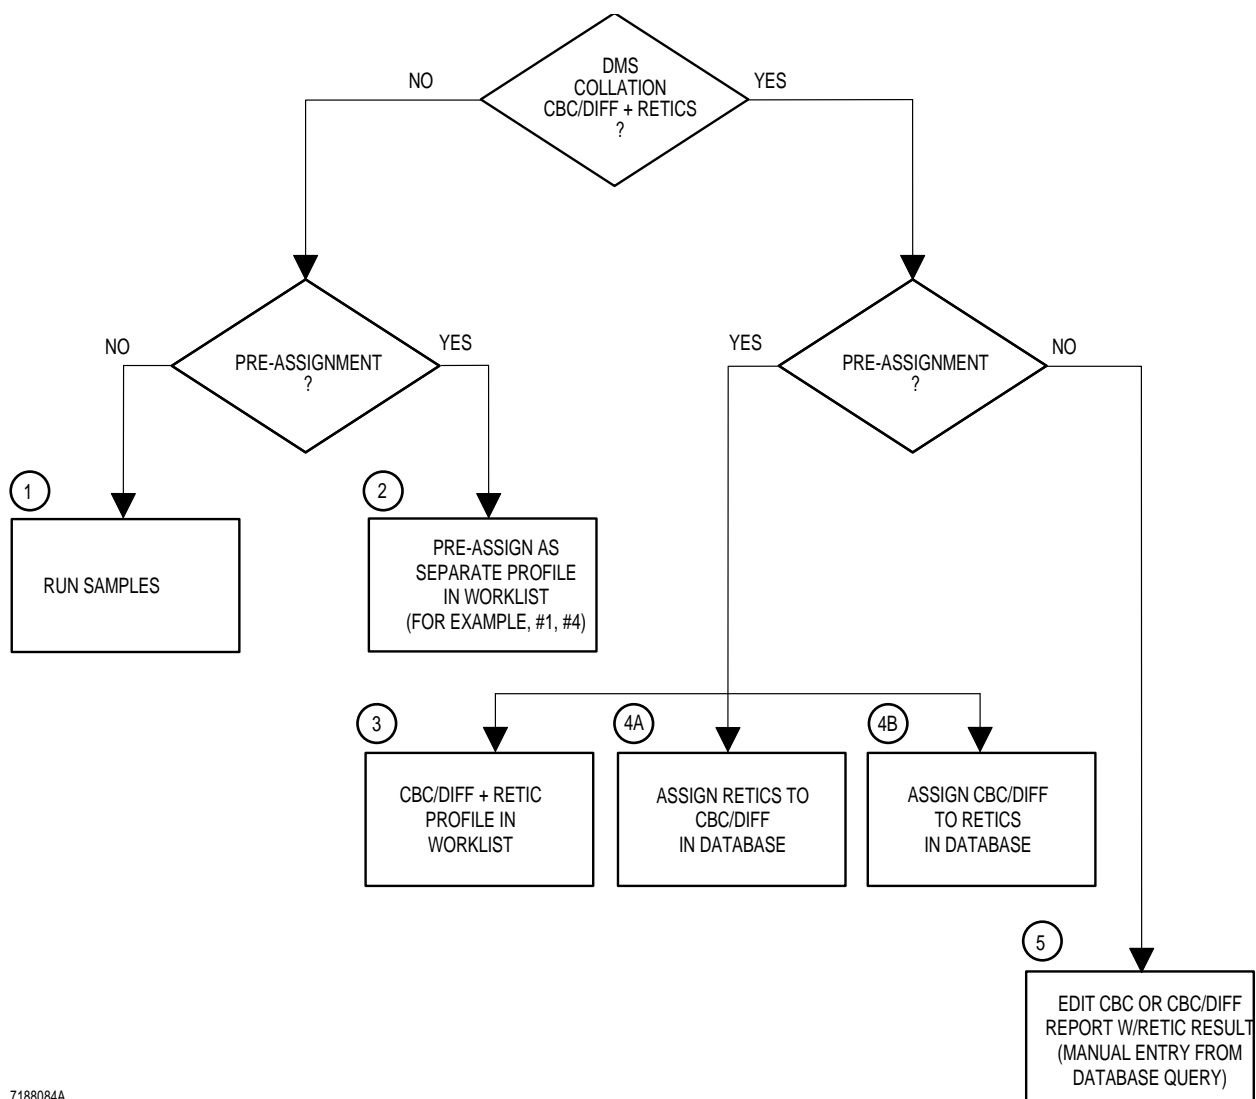 DMS
COLLATION
CBC/DIFF + RETICS
?
NO
YES
PRE-ASSIGNMENT
?
NO
YES
PRE-ASSIGNMENT
?
YES
NO
1
RUN SAMPLES
2
PRE-ASSIGN AS
SEPARATE PROFILE
IN WORKLIST
(FOR EXAMPLE, #1, #4)
3
CBC/DIFF + RETIC
PROFILE IN
WORKLIST
4A
ASSIGN RETICS TO
CBC/DIFF
IN DATABASE
4B
ASSIGN CBC/DIFF
TO RETICS
IN DATABASE
5
EDIT CBC OR CBC/DIFF
REPORT W/RETIC RESULT
(MANUAL ENTRY FROM
DATABASE QUERY)
7188084A